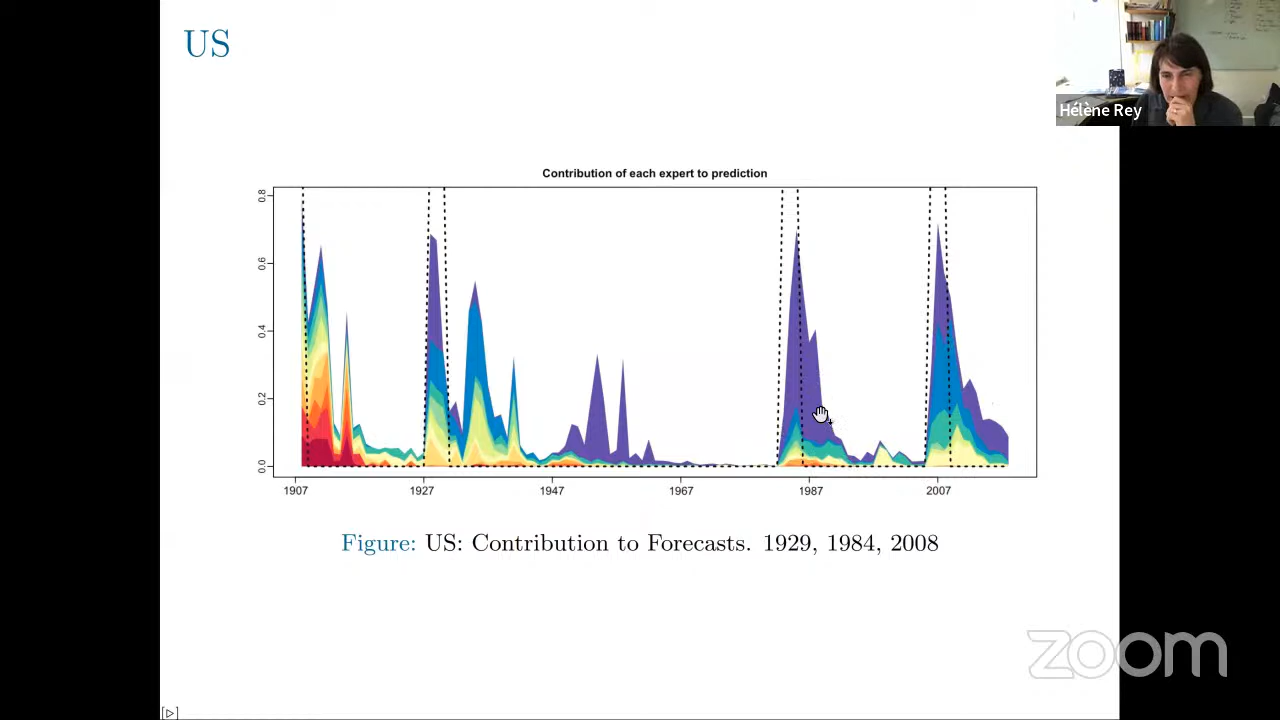 US
Hélène Rey
Contribution of each expert to prediction
0.8
0.6
0.4
0.2
0.0
1907 1927 1947 1967 1987 2007
Figure: US: Contribution to Forecasts. 1929, 1984, 2008
zoom